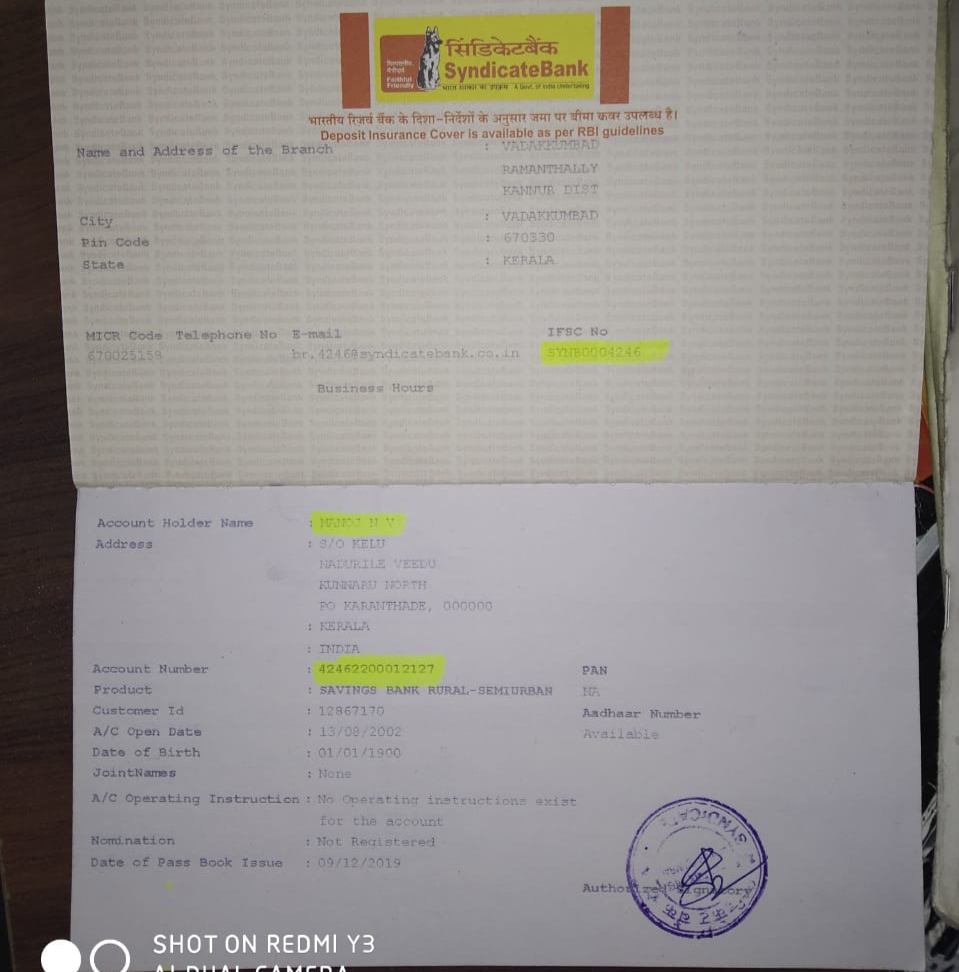 सिंडिकेटबैंक
SyndicateBank
Faithful
Friendly
भारत सरकार का उपक्रम A Govt. of India Undertaking
भारतीय रिजर्व बैंक के दिशा-निर्देशों के अनुसार जमा पर बीमा कवर उपलब्ध है।
Deposit Insurance Cover is available as per RBI guidelines
Name and Address of the Branch : VADAKKUMBAD
RAMANTHALLY
KANNUR DIST
City : VADAKKUMBAD
Pin Code : 670330
State : KERALA
MICR Code Telephone No E-mail IFSC No
670025159 br.4246@syndicatebank.co.in SYNB0004246
Business Hours
Account Holder Name : MANOJ N V
Address : S/O KELU
NADURILE VEEDU
KUNNARU NORTH
PO KARANTHADE, 000000
: KERALA
: INDIA
Account Number : 42462200012127 PAN
Product : SAVINGS BANK RURAL-SEMIURBAN NA
Customer Id : 12867170 Aadhaar Number
A/C Open Date : 13/08/2002 Available
Date of Birth : 01/01/1900
JointNames : None
A/C Operating Instruction : No Operating instructions exist
for the account
Nomination : Not Registered
Date of Pass Book Issue : 09/12/2019
Authorized Signatory
SHOT ON REDMI Y3
AI DUAL CAMERA